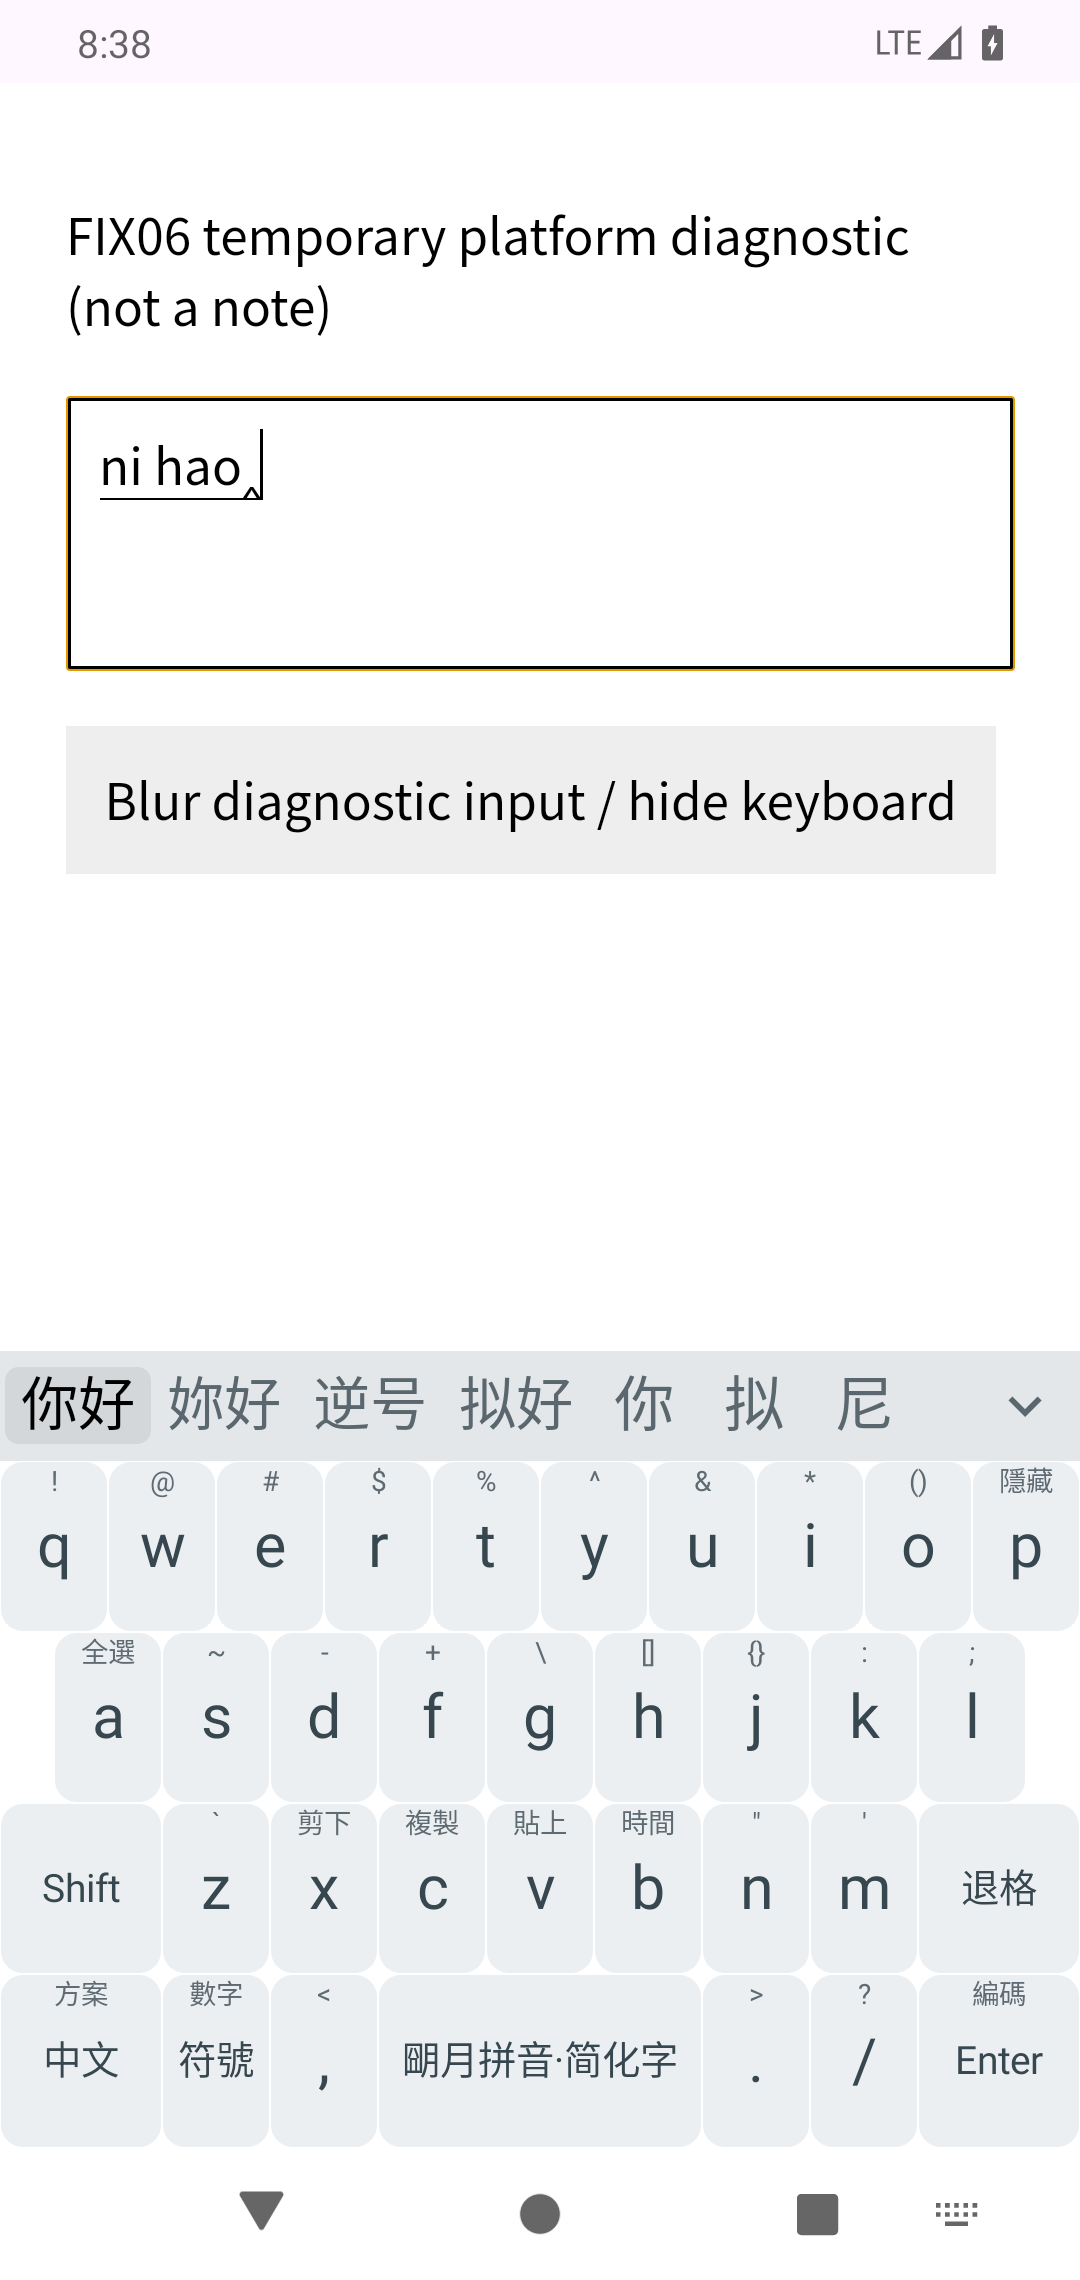 8:38 LTE
FIX06 temporary platform diagnostic
(not a note)
ni hao ‸
Blur diagnostic input / hide keyboard
你好 妳好 逆号 拟好 你 拟 尼
! @ # $ % ^ & * () 隱藏
q w e r t y u i o p
全選 ~ - + \ [] {} : ;
a s d f g h j k l
` 剪下 複製 貼上 時間 " '
Shift z x c v b n m 退格
方案 數字 < > ? 編碼
中文 符號 , 朙月拼音·简化字 . / Enter